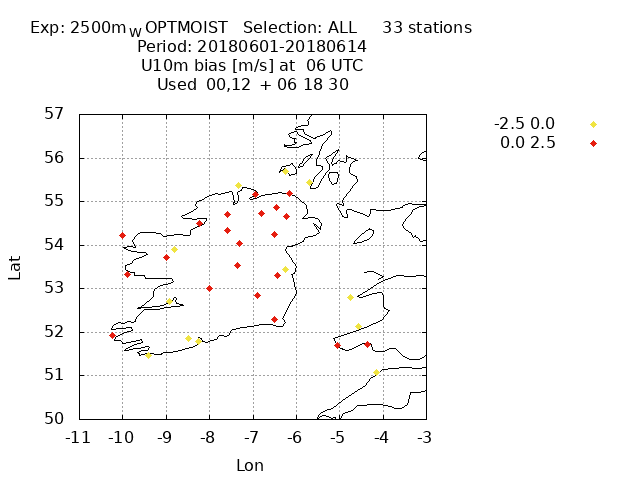 Exp: 2500m_WOPTMOIST Selection: ALL 33 stations
Period: 20180601-20180614
U10m bias [m/s] at 06 UTC
Used 00,12 + 06 18 30
-2.5 0.0
0.0 2.5
57
56
55
54
53
52
51
50
Lat
-11 -10 -9 -8 -7 -6 -5 -4 -3
Lon